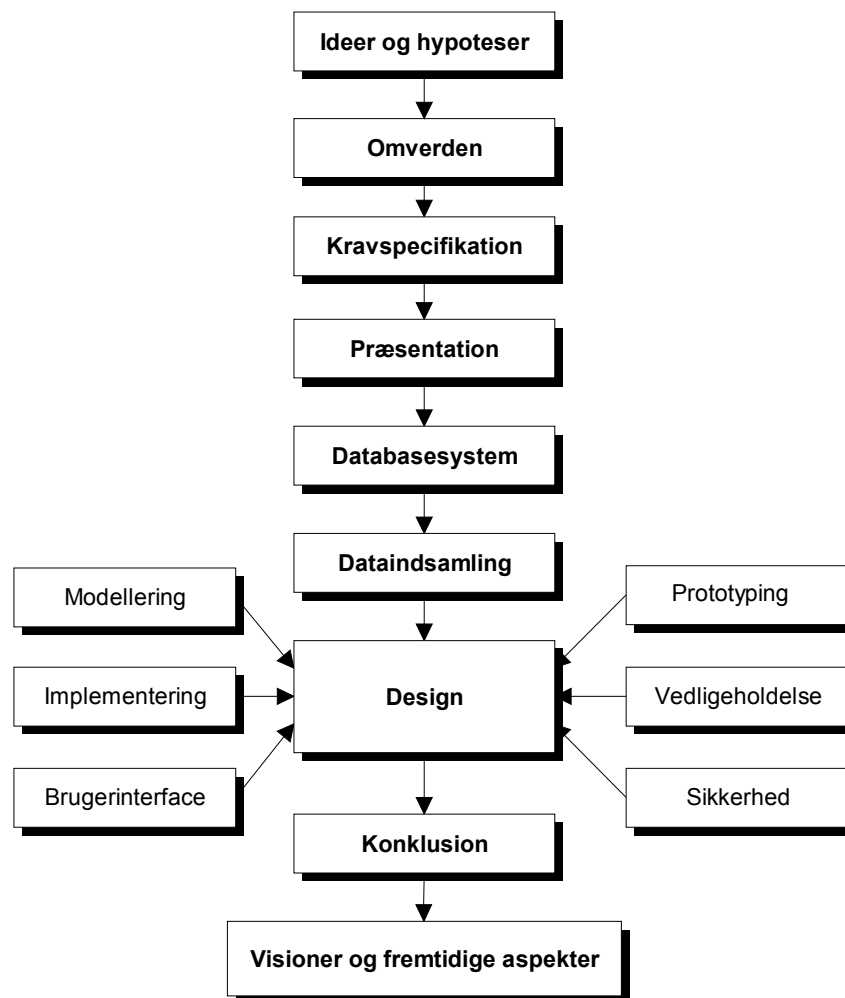 Ideer og hypoteser
Omverden
Kravspecifikation
Præsentation
Databasesystem
Dataindsamling
Modellering
Prototyping
Implementering
Design
Vedligeholdelse
Brugerinterface
Sikkerhed
Konklusion
Visioner og fremtidige aspekter